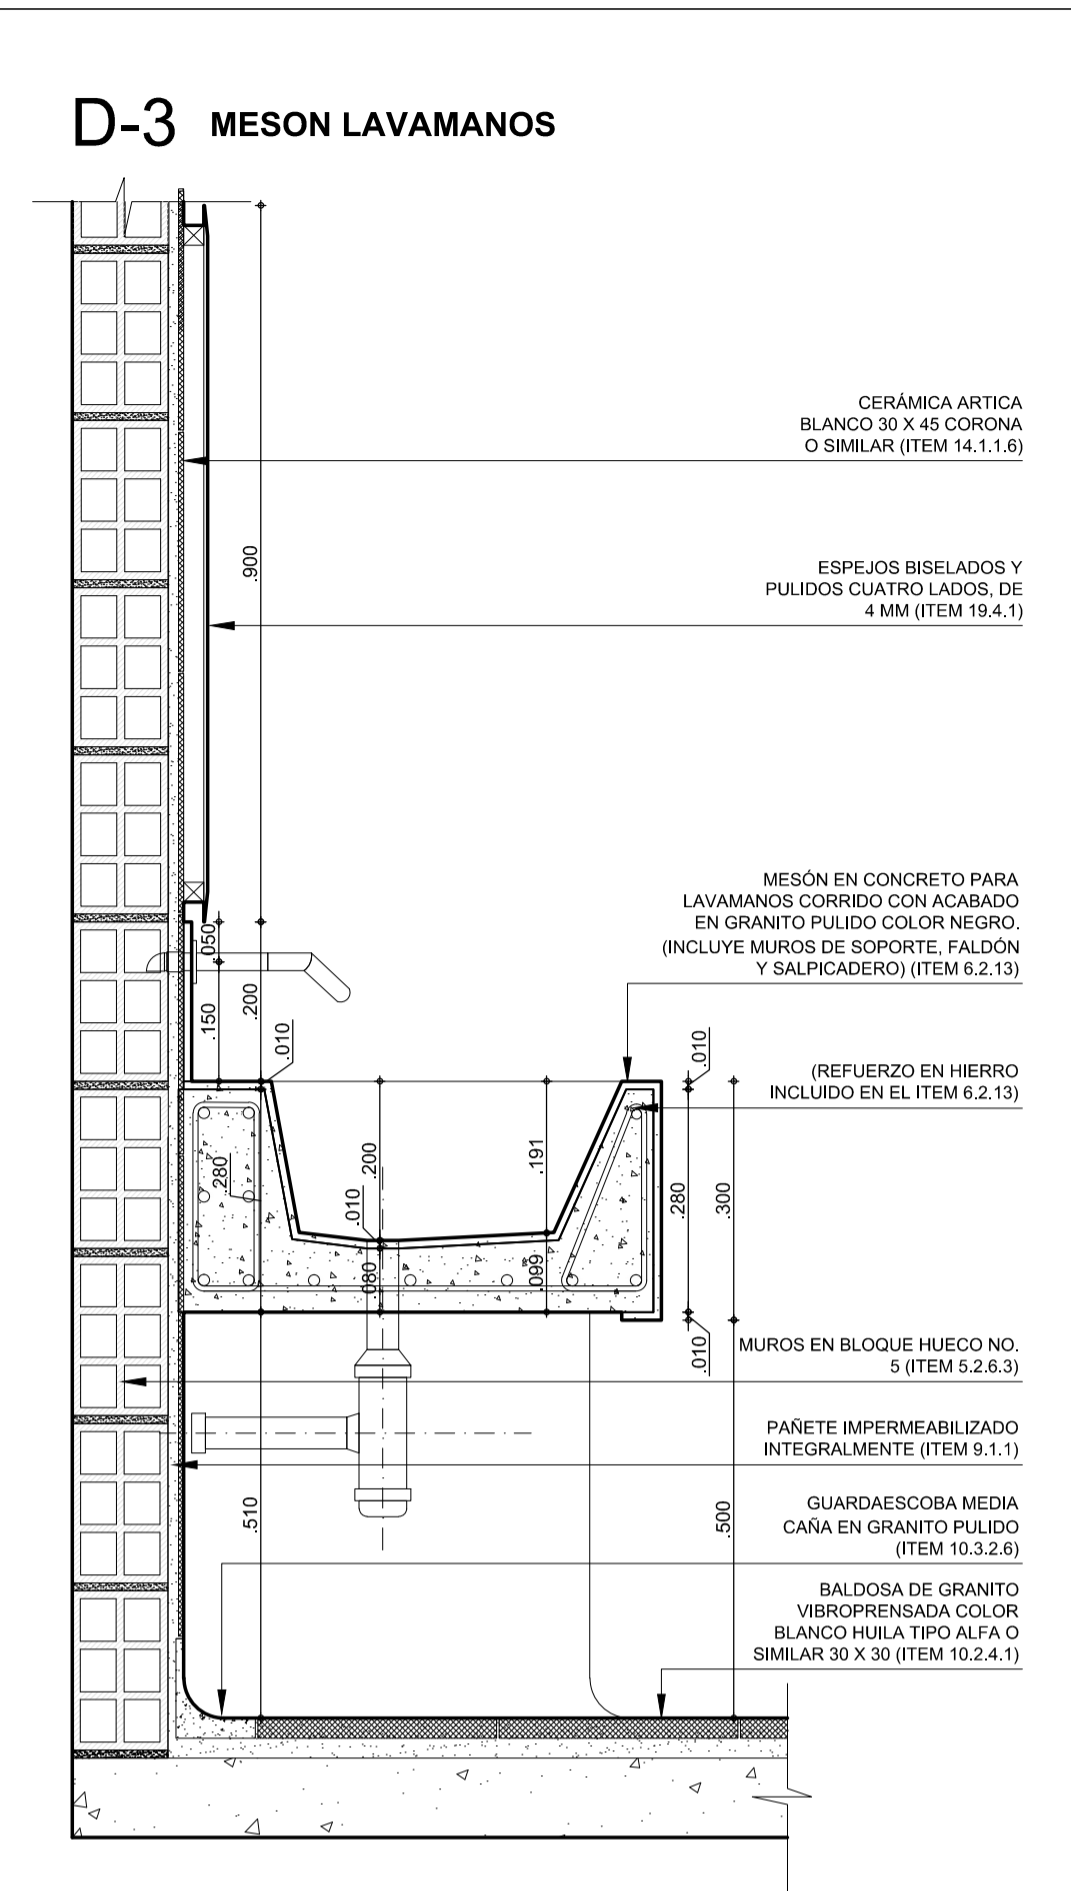 D-3 MESON LAVAMANOS
CERÁMICA ARTICA
BLANCO 30 X 45 CORONA
O SIMILAR (ITEM 14.1.1.6)
.900
ESPEJOS BISELADOS Y
PULIDOS CUATRO LADOS, DE
4 MM (ITEM 19.4.1)
MESÓN EN CONCRETO PARA
LAVAMANOS CORRIDO CON ACABADO
EN GRANITO PULIDO COLOR NEGRO.
(INCLUYE MUROS DE SOPORTE, FALDÓN
Y SALPICADERO) (ITEM 6.2.13)
.050
.150
.200
.010
.010
(REFUERZO EN HIERRO
INCLUIDO EN EL ITEM 6.2.13)
.280
.200
.010
.080
.191
.099
.280
.300
.010
MUROS EN BLOQUE HUECO NO.
5 (ITEM 5.2.6.3)
PAÑETE IMPERMEABILIZADO
INTEGRALMENTE (ITEM 9.1.1)
.510
.500
GUARDAESCOBA MEDIA
CAÑA EN GRANITO PULIDO
(ITEM 10.3.2.6)
BALDOSA DE GRANITO
VIBROPRENSADA COLOR
BLANCO HUILA TIPO ALFA O
SIMILAR 30 X 30 (ITEM 10.2.4.1)